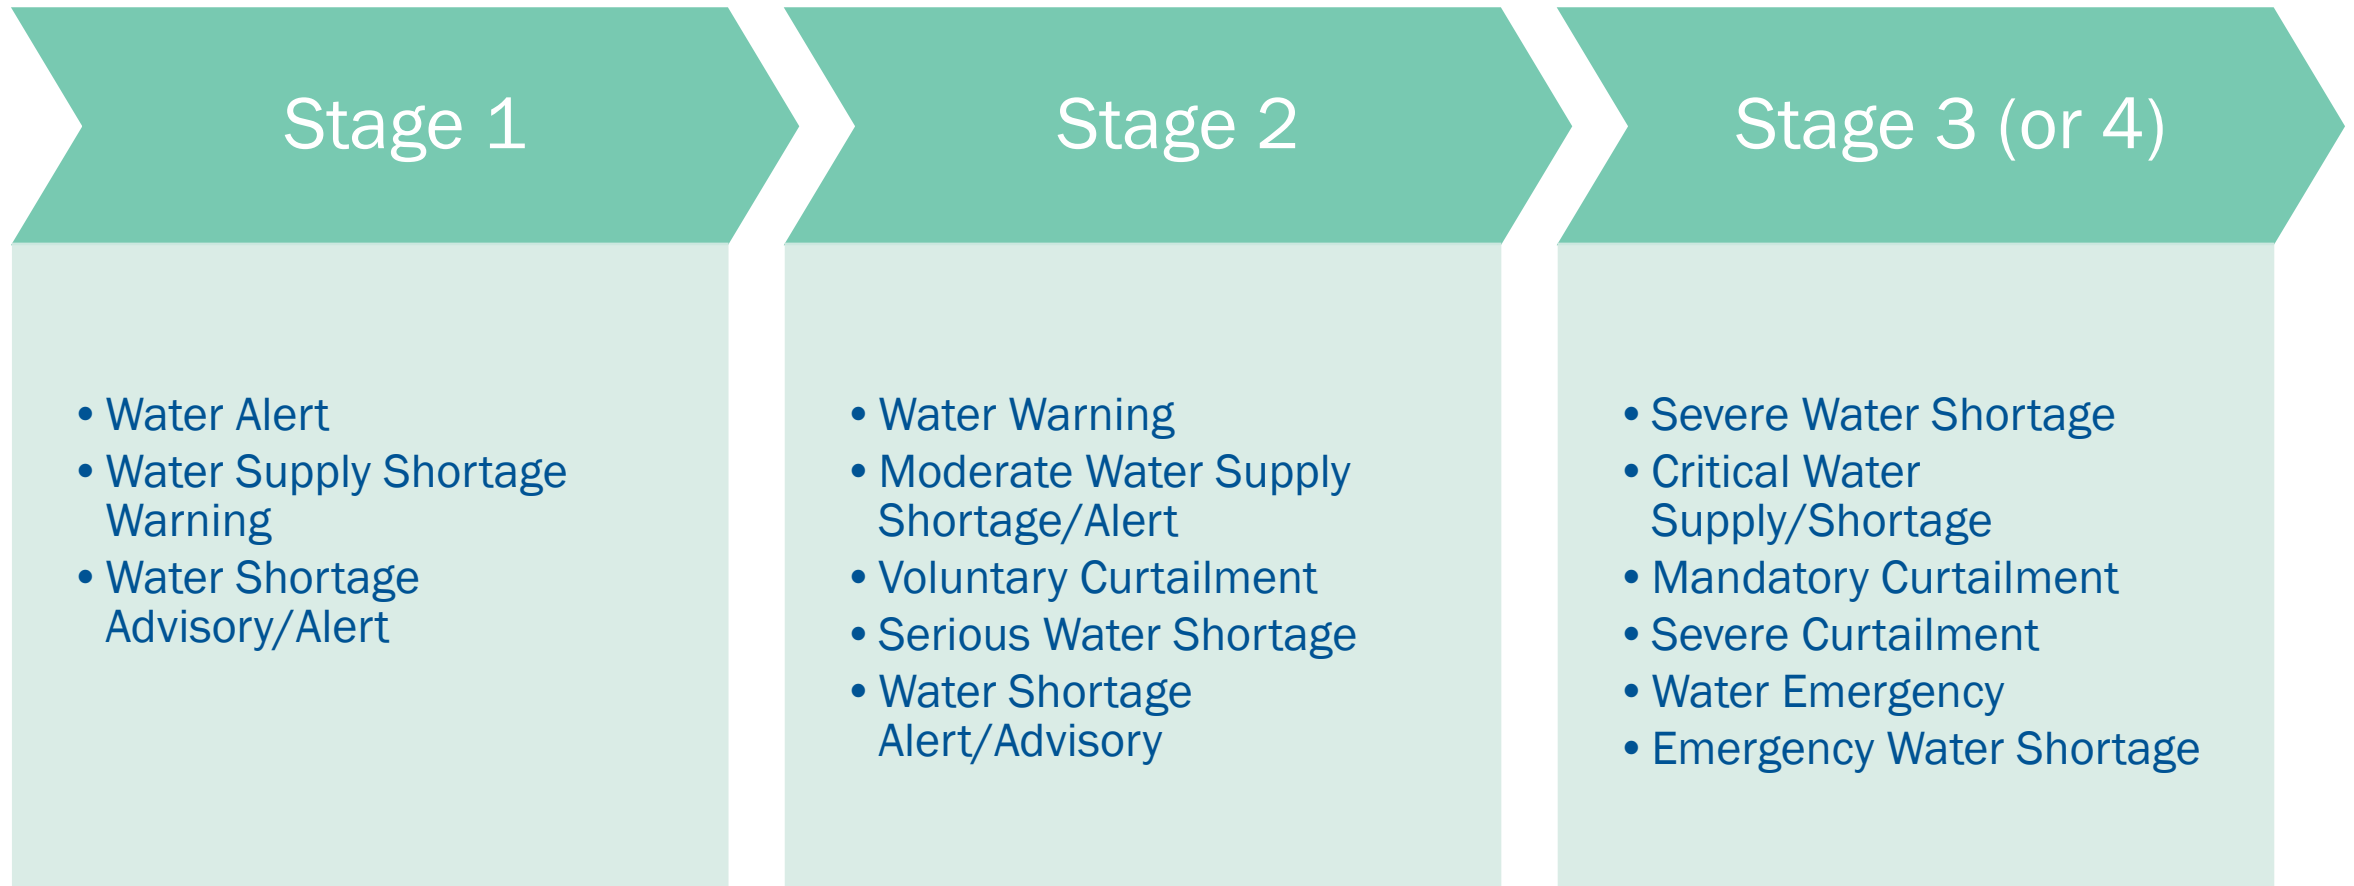 Stage 1
• Water Alert
• Water Supply Shortage
Warning
• Water Shortage
Advisory/Alert
Stage 2
• Water Warning
• Moderate Water Supply
Shortage/Alert
• Voluntary Curtailment
• Serious Water Shortage
• Water Shortage
Alert/Advisory
Stage 3 (or 4)
• Severe Water Shortage
• Critical Water
Supply/Shortage
• Mandatory Curtailment
• Severe Curtailment
• Water Emergency
• Emergency Water Shortage